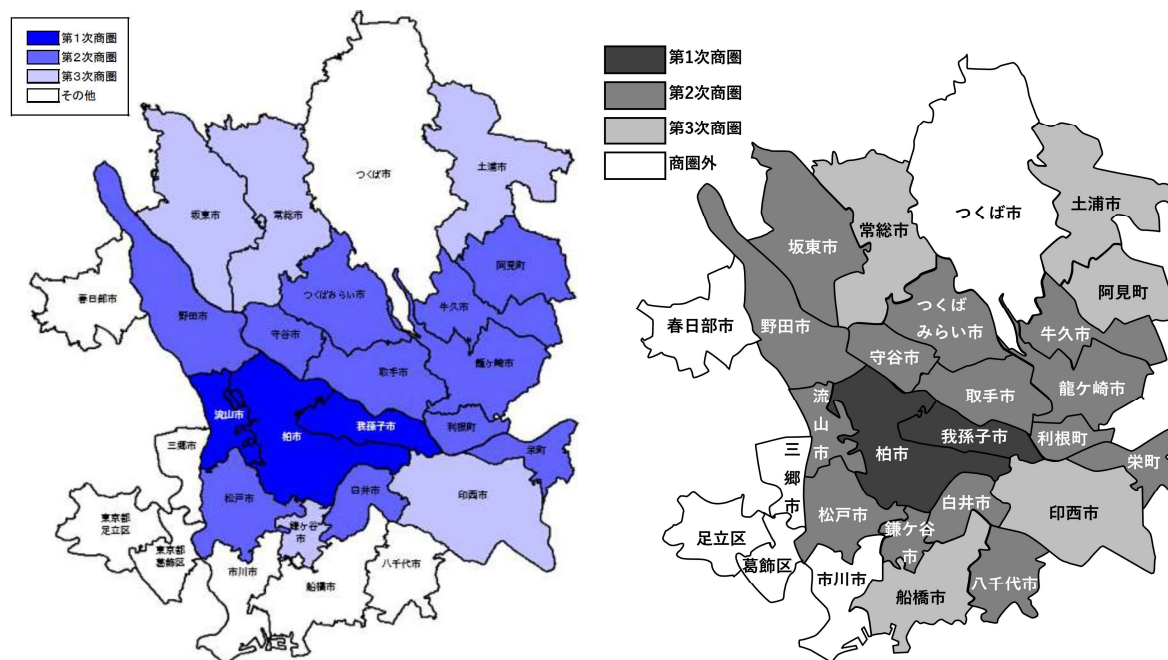 第1次商圏
第2次商圏
第3次商圏
その他
つくば市
土浦市
坂東市
常総市
阿見町
春日部市
つくばみらい市
牛久市
野田市
守谷市
取手市
龍ケ崎市
流山市
柏市
我孫子市
利根町
三郷市
栄町
松戸市
白井市
印西市
東京都
足立区
鎌ケ谷
市
東京都
葛飾区
市川市
船橋市
八千代市
第1次商圏
第2次商圏
第3次商圏
商圏外
つくば市
土浦市
坂東市
常総市
阿見町
春日部市
野田市
つくば
みらい市
牛久市
守谷市
取手市
龍ケ崎市
流
山
市
柏市
我孫子市
利根町
三
郷
市
栄町
松戸市
白井市
印西市
足立区
鎌ケ谷
市
葛飾区
市川市
船橋市
八千代市